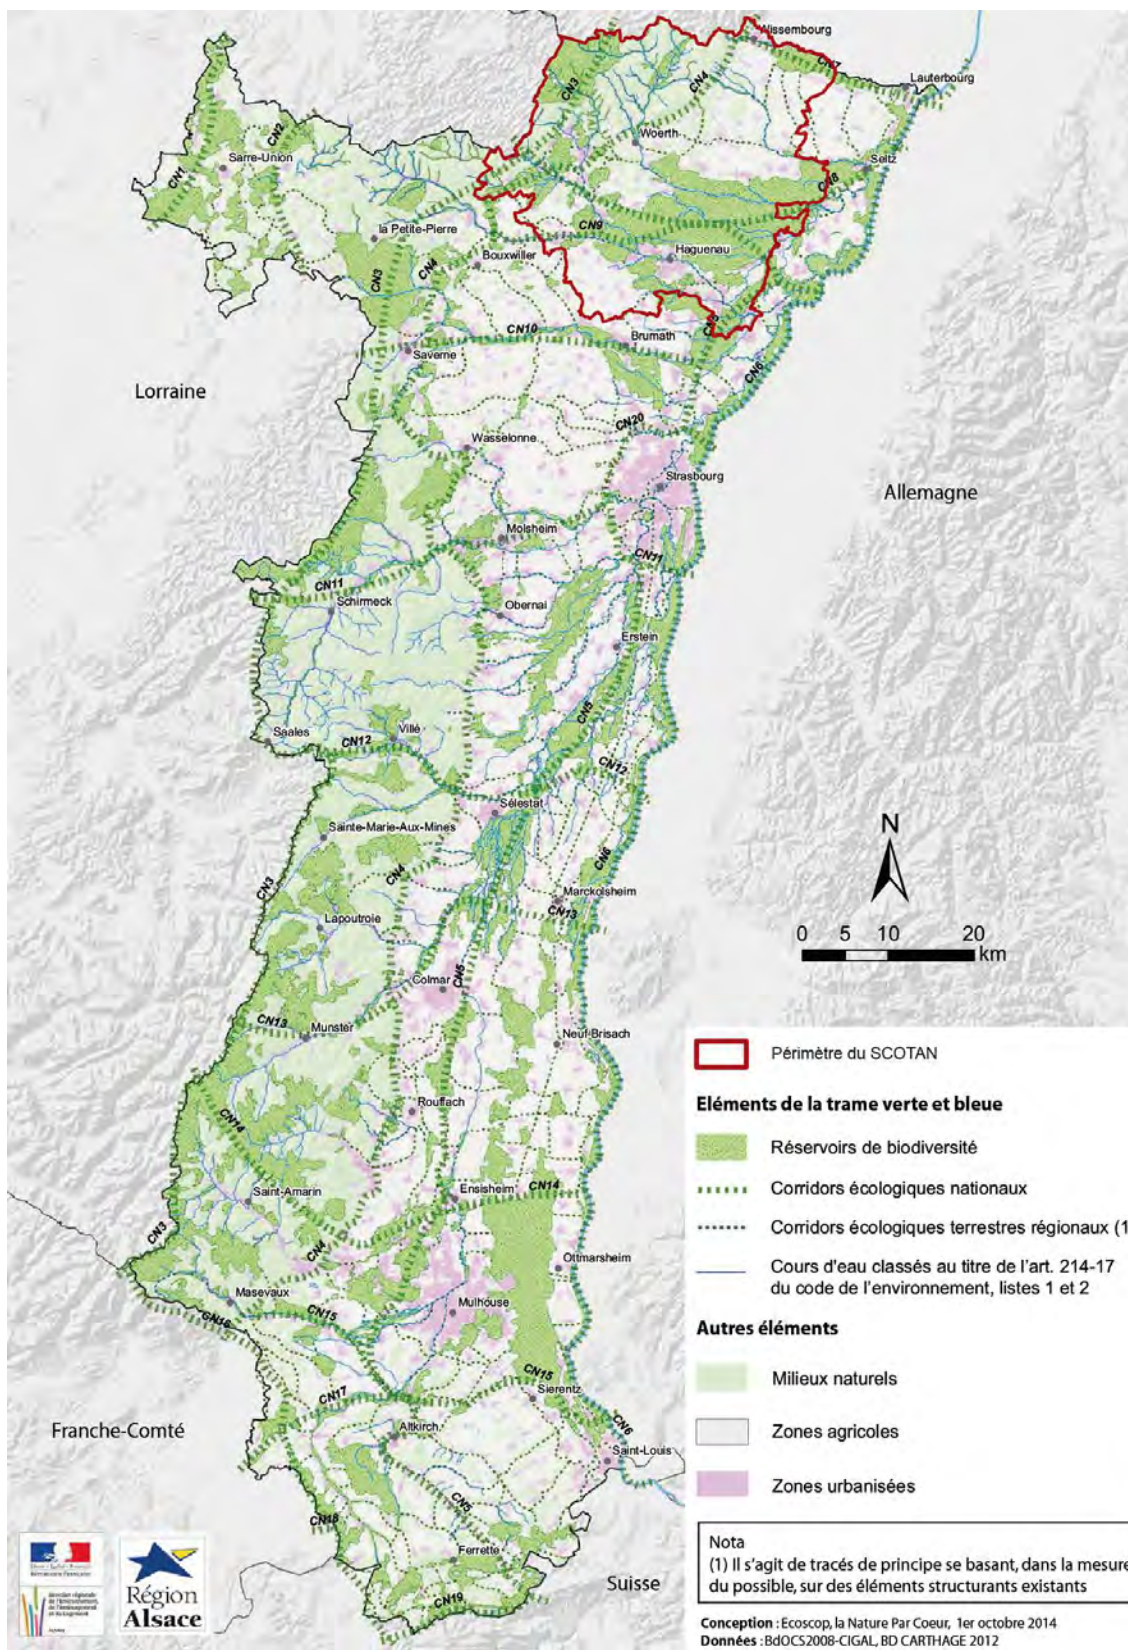 Wissembourg
CN7
Lauterbourg
CN3
CN4
CN2
Woerth
Sarre-Union
CN1
Seltz
CN8
la Petite-Pierre
CN9
Haguenau
Bouxwiller
CN4
CN3
CN5
CN10
Brumath
Saverne
CN6
Lorraine
CN20
Wasselonne
Strasbourg
Allemagne
Molsheim
CN11
CN11
Schirmeck
Obernai
Erstein
CN5
Saales
CN12
Villé
CN12
Sélestat
Sainte-Marie-Aux-Mines
N
CN4
CN6
CN3
Marckolsheim
CN13
Lapoutroie
0 5 10 20
km
Colmar
CN5
CN13
Munster
Neuf-Brisach
Périmètre du SCOTAN
Rouffach
Eléments de la trame verte et bleue
CN14
Réservoirs de biodiversité
Ensisheim
CN14
Corridors écologiques nationaux
Saint-Amarin
CN3
CN4
Corridors écologiques terrestres régionaux (1
Ottmarsheim
Cours d'eau classés au titre de l'art. 214-17
du code de l'environnement, listes 1 et 2
Masevaux
CN15
Mulhouse
CN16
Autres éléments
CN15
Milieux naturels
CN17
Sierentz
CN6
Franche-Comté
Altkirch
Zones agricoles
Saint-Louis
Zones urbanisées
CN5
CN18
Ferrette
Nota
(1) Il s'agit de tracés de principe se basant, dans la mesure
du possible, sur des éléments structurants existants
Suisse
Région
Alsace
CN19
Conception : Ecoscop, la Nature Par Coeur, 1er octobre 2014
Données : BdOCS2008-CIGAL, BD CARTHAGE 2012